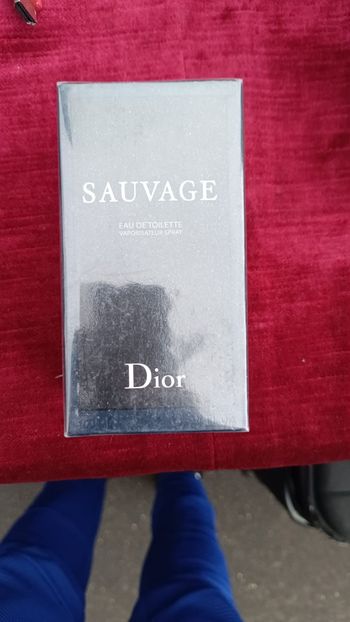 SAUVAGE
EAU DE TOILETTE
VAPORISATEUR SPRAY
Dior